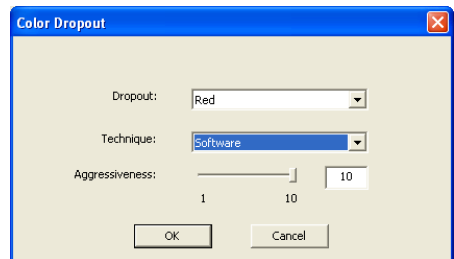 Color Dropout
Dropout: Red
Technique: Software
Aggressiveness: 10
1 10
OK Cancel